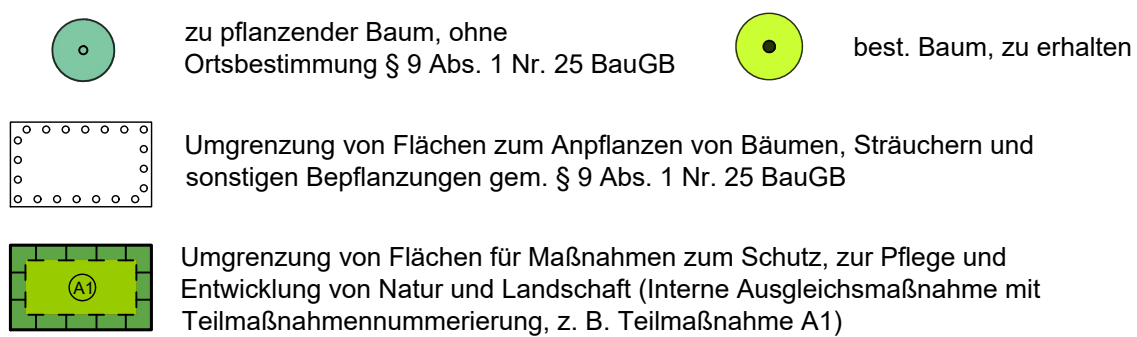 zu pflanzender Baum, ohne
Ortsbestimmung § 9 Abs. 1 Nr. 25 BauGB
best. Baum, zu erhalten
Umgrenzung von Flächen zum Anpflanzen von Bäumen, Sträuchern und
sonstigen Bepflanzungen gem. § 9 Abs. 1 Nr. 25 BauGB
A1
Umgrenzung von Flächen für Maßnahmen zum Schutz, zur Pflege und
Entwicklung von Natur und Landschaft (Interne Ausgleichsmaßnahme mit
Teilmaßnahmennummerierung, z. B. Teilmaßnahme A1)